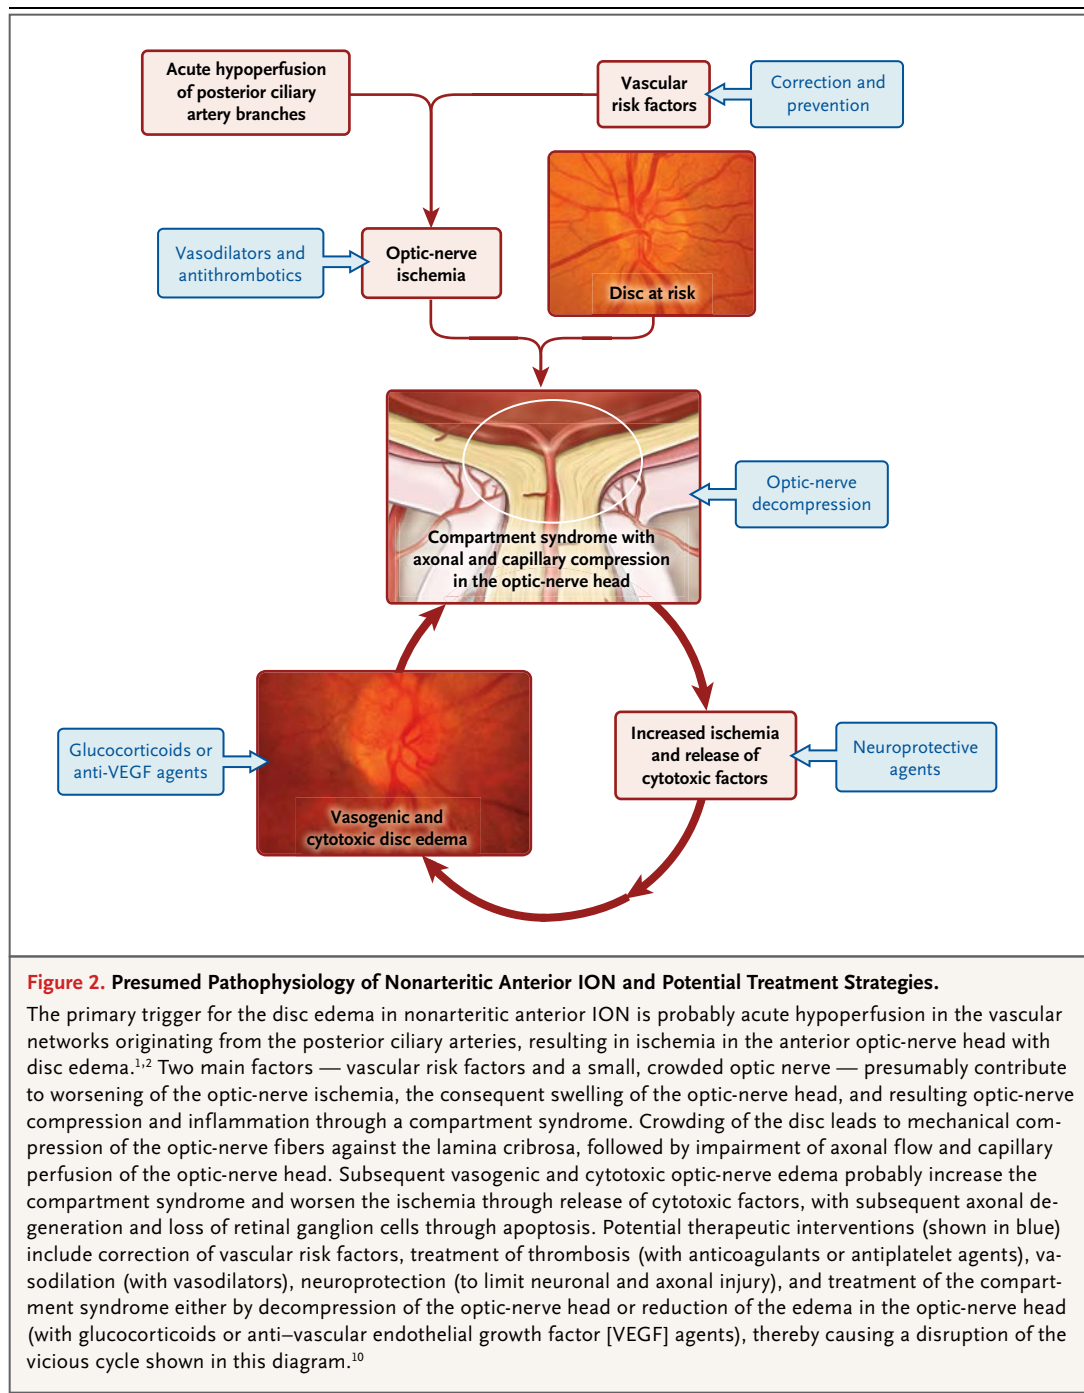 Acute hypoperfusion
of posterior ciliary
artery branches
Vascular
risk factors
Correction and
prevention
Vasodilators and
antithrombotics
Optic-nerve
ischemia
Disc at risk
Compartment syndrome with
axonal and capillary compression
in the optic-nerve head
Optic-nerve
decompression
Glucocorticoids or
anti-VEGF agents
Vasogenic and
cytotoxic disc edema
Increased ischemia
and release of
cytotoxic factors
Neuroprotective
agents
Figure 2. Presumed Pathophysiology of Nonarteritic Anterior ION and Potential Treatment Strategies.
The primary trigger for the disc edema in nonarteritic anterior ION is probably acute hypoperfusion in the vascular
networks originating from the posterior ciliary arteries, resulting in ischemia in the anterior optic-nerve head with
disc edema.1,2 Two main factors — vascular risk factors and a small, crowded optic nerve — presumably contribute
to worsening of the optic-nerve ischemia, the consequent swelling of the optic-nerve head, and resulting optic-nerve
compression and inflammation through a compartment syndrome. Crowding of the disc leads to mechanical com-
pression of the optic-nerve fibers against the lamina cribrosa, followed by impairment of axonal flow and capillary
perfusion of the optic-nerve head. Subsequent vasogenic and cytotoxic optic-nerve edema probably increase the
compartment syndrome and worsen the ischemia through release of cytotoxic factors, with subsequent axonal de-
generation and loss of retinal ganglion cells through apoptosis. Potential therapeutic interventions (shown in blue)
include correction of vascular risk factors, treatment of thrombosis (with anticoagulants or antiplatelet agents), va-
sodilation (with vasodilators), neuroprotection (to limit neuronal and axonal injury), and treatment of the compart-
ment syndrome either by decompression of the optic-nerve head or reduction of the edema in the optic-nerve head
(with glucocorticoids or anti–vascular endothelial growth factor [VEGF] agents), thereby causing a disruption of the
vicious cycle shown in this diagram.10